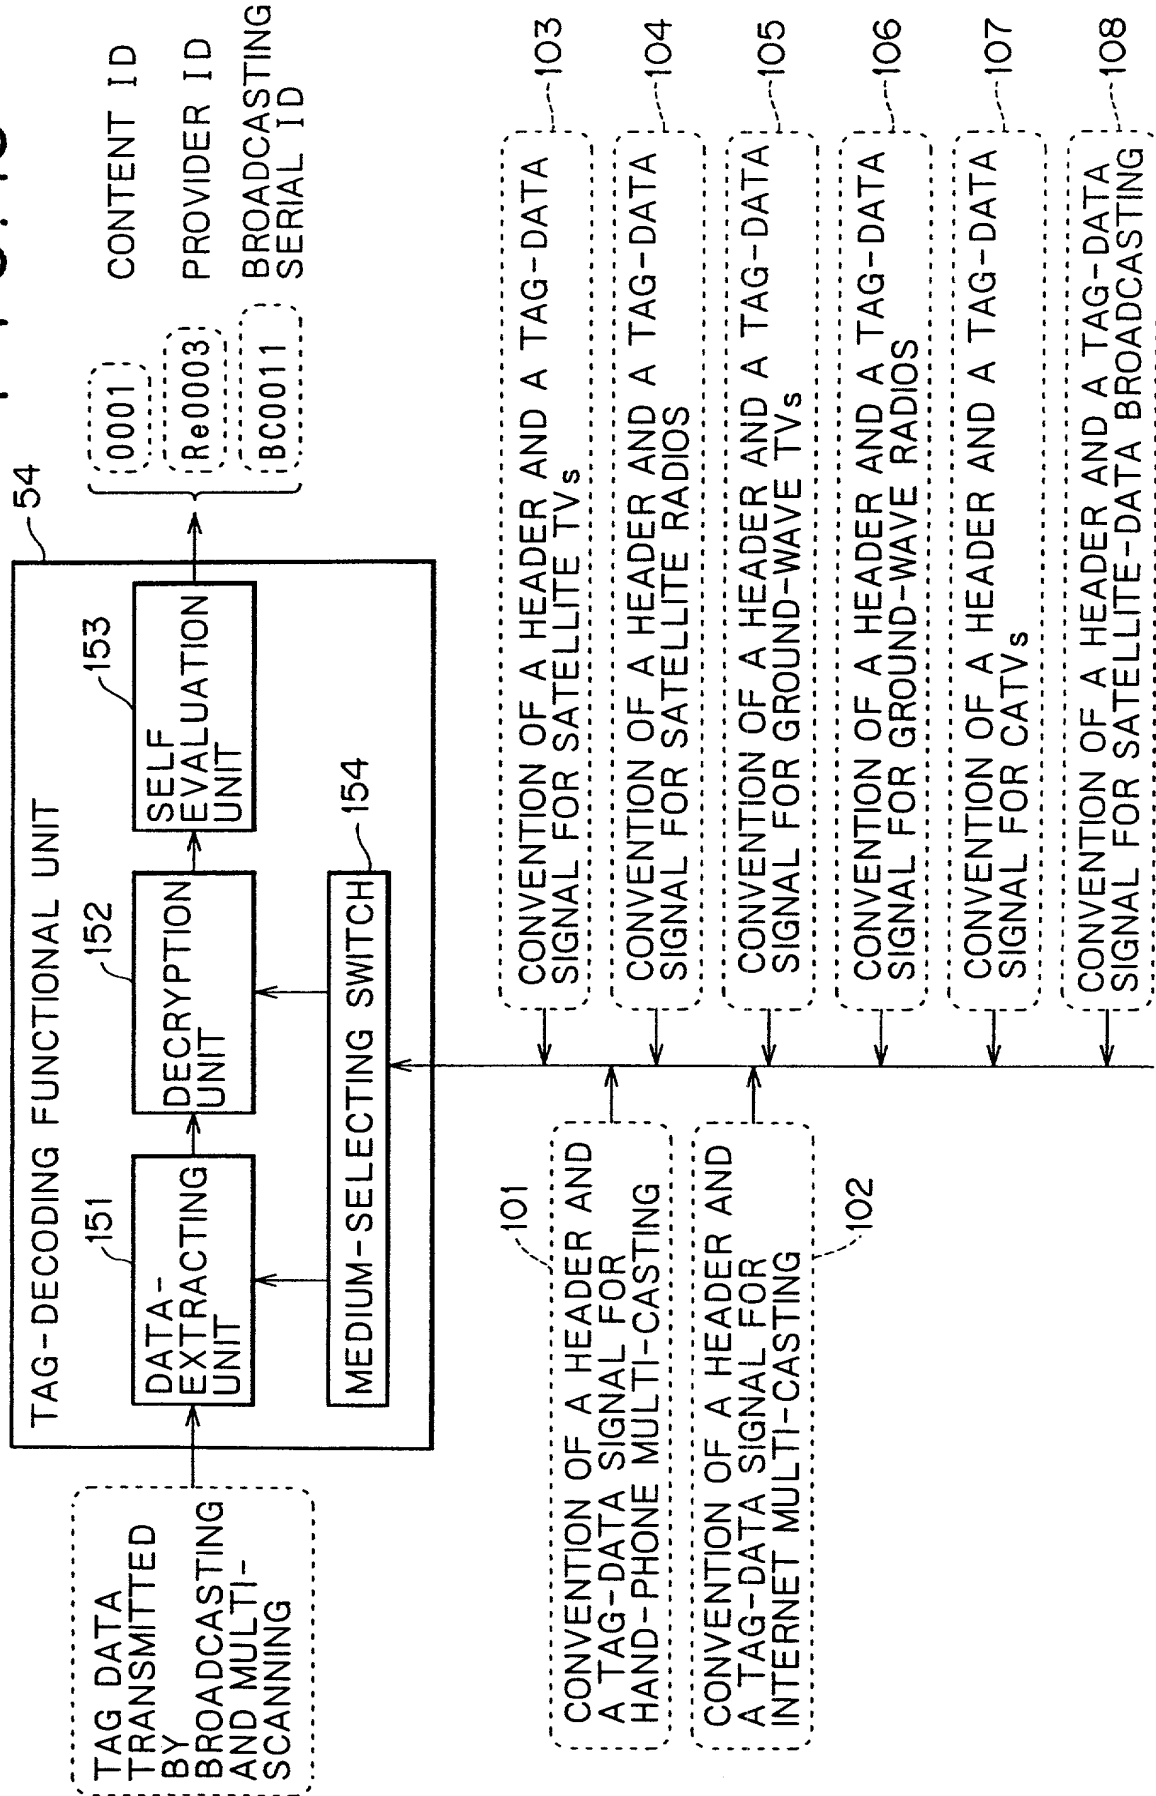 TAG-DECODING FUNCTIONAL UNIT
54
TAG DATA
TRANSMITTED
BY
BROADCASTING
AND MULTI-
SCANNING
151
DATA-
EXTRACTING
UNIT
152
DECRYPTION
UNIT
153
SELF
EVALUATION
UNIT
MEDIUM-SELECTING SWITCH
154
0001
CONTENT ID
Re0003
PROVIDER ID
BC0011
BROADCASTING
SERIAL ID
101
CONVENTION OF A HEADER AND
A TAG-DATA SIGNAL FOR
HAND-PHONE MULTI-CASTING
CONVENTION OF A HEADER AND
A TAG-DATA SIGNAL FOR
INTERNET MULTI-CASTING
102
CONVENTION OF A HEADER AND A TAG-DATA
SIGNAL FOR SATELLITE TVs
103
CONVENTION OF A HEADER AND A TAG-DATA
SIGNAL FOR SATELLITE RADIOS
104
CONVENTION OF A HEADER AND A TAG-DATA
SIGNAL FOR GROUND-WAVE TVs
105
CONVENTION OF A HEADER AND A TAG-DATA
SIGNAL FOR GROUND-WAVE RADIOS
106
CONVENTION OF A HEADER AND A TAG-DATA
SIGNAL FOR CATVs
107
CONVENTION OF A HEADER AND A TAG-DATA
SIGNAL FOR SATELLITE-DATA BROADCASTING
108